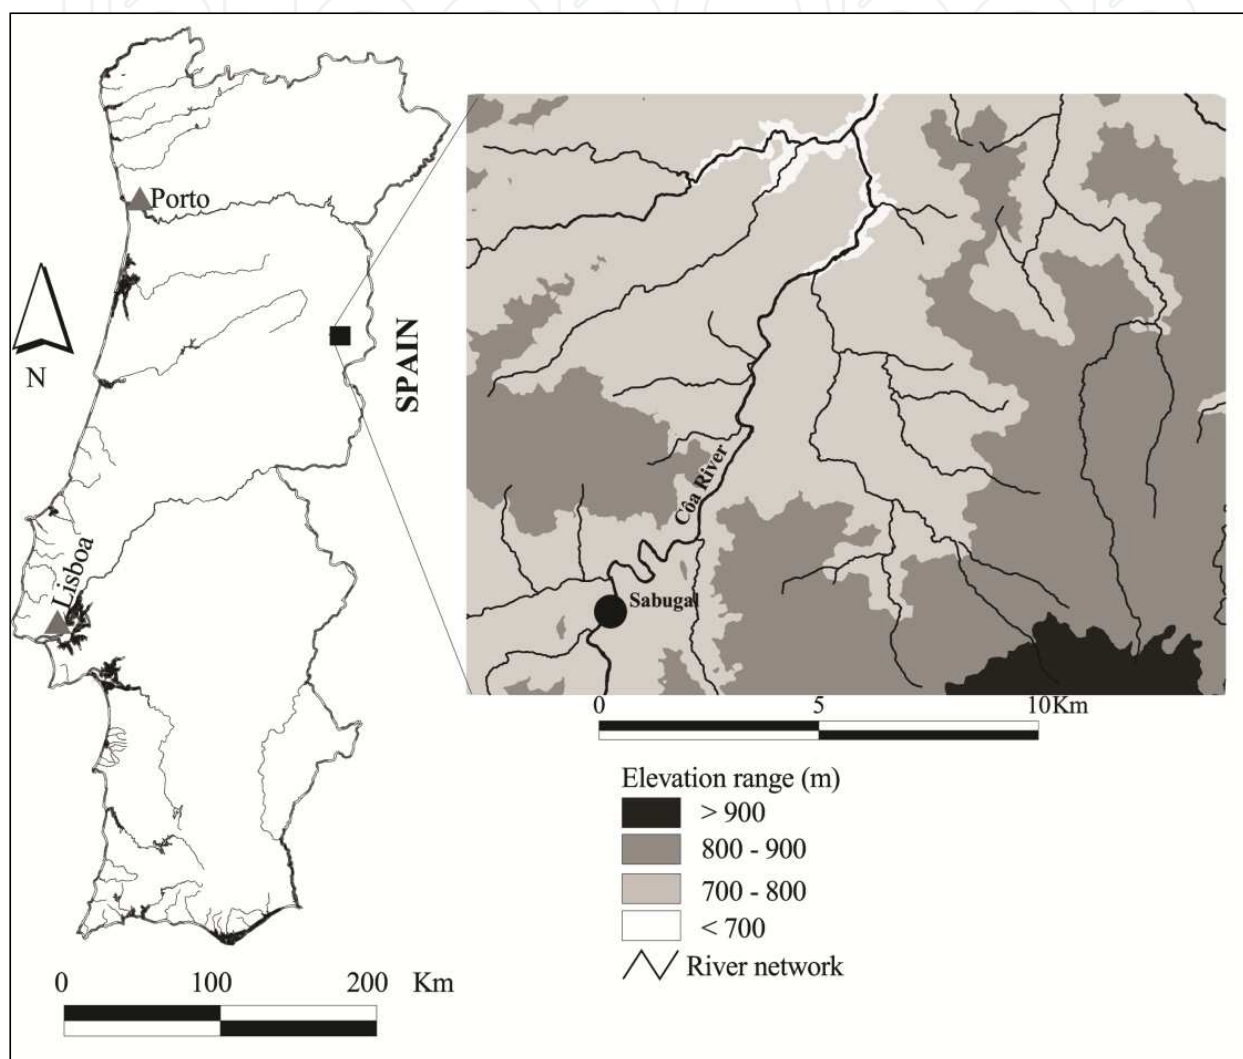 Porto
N
SPAIN
Lisboa
Côa River
Sabugal
0 5 10Km
Elevation range (m)
> 900
800 - 900
700 - 800
< 700
River network
0 100 200 Km